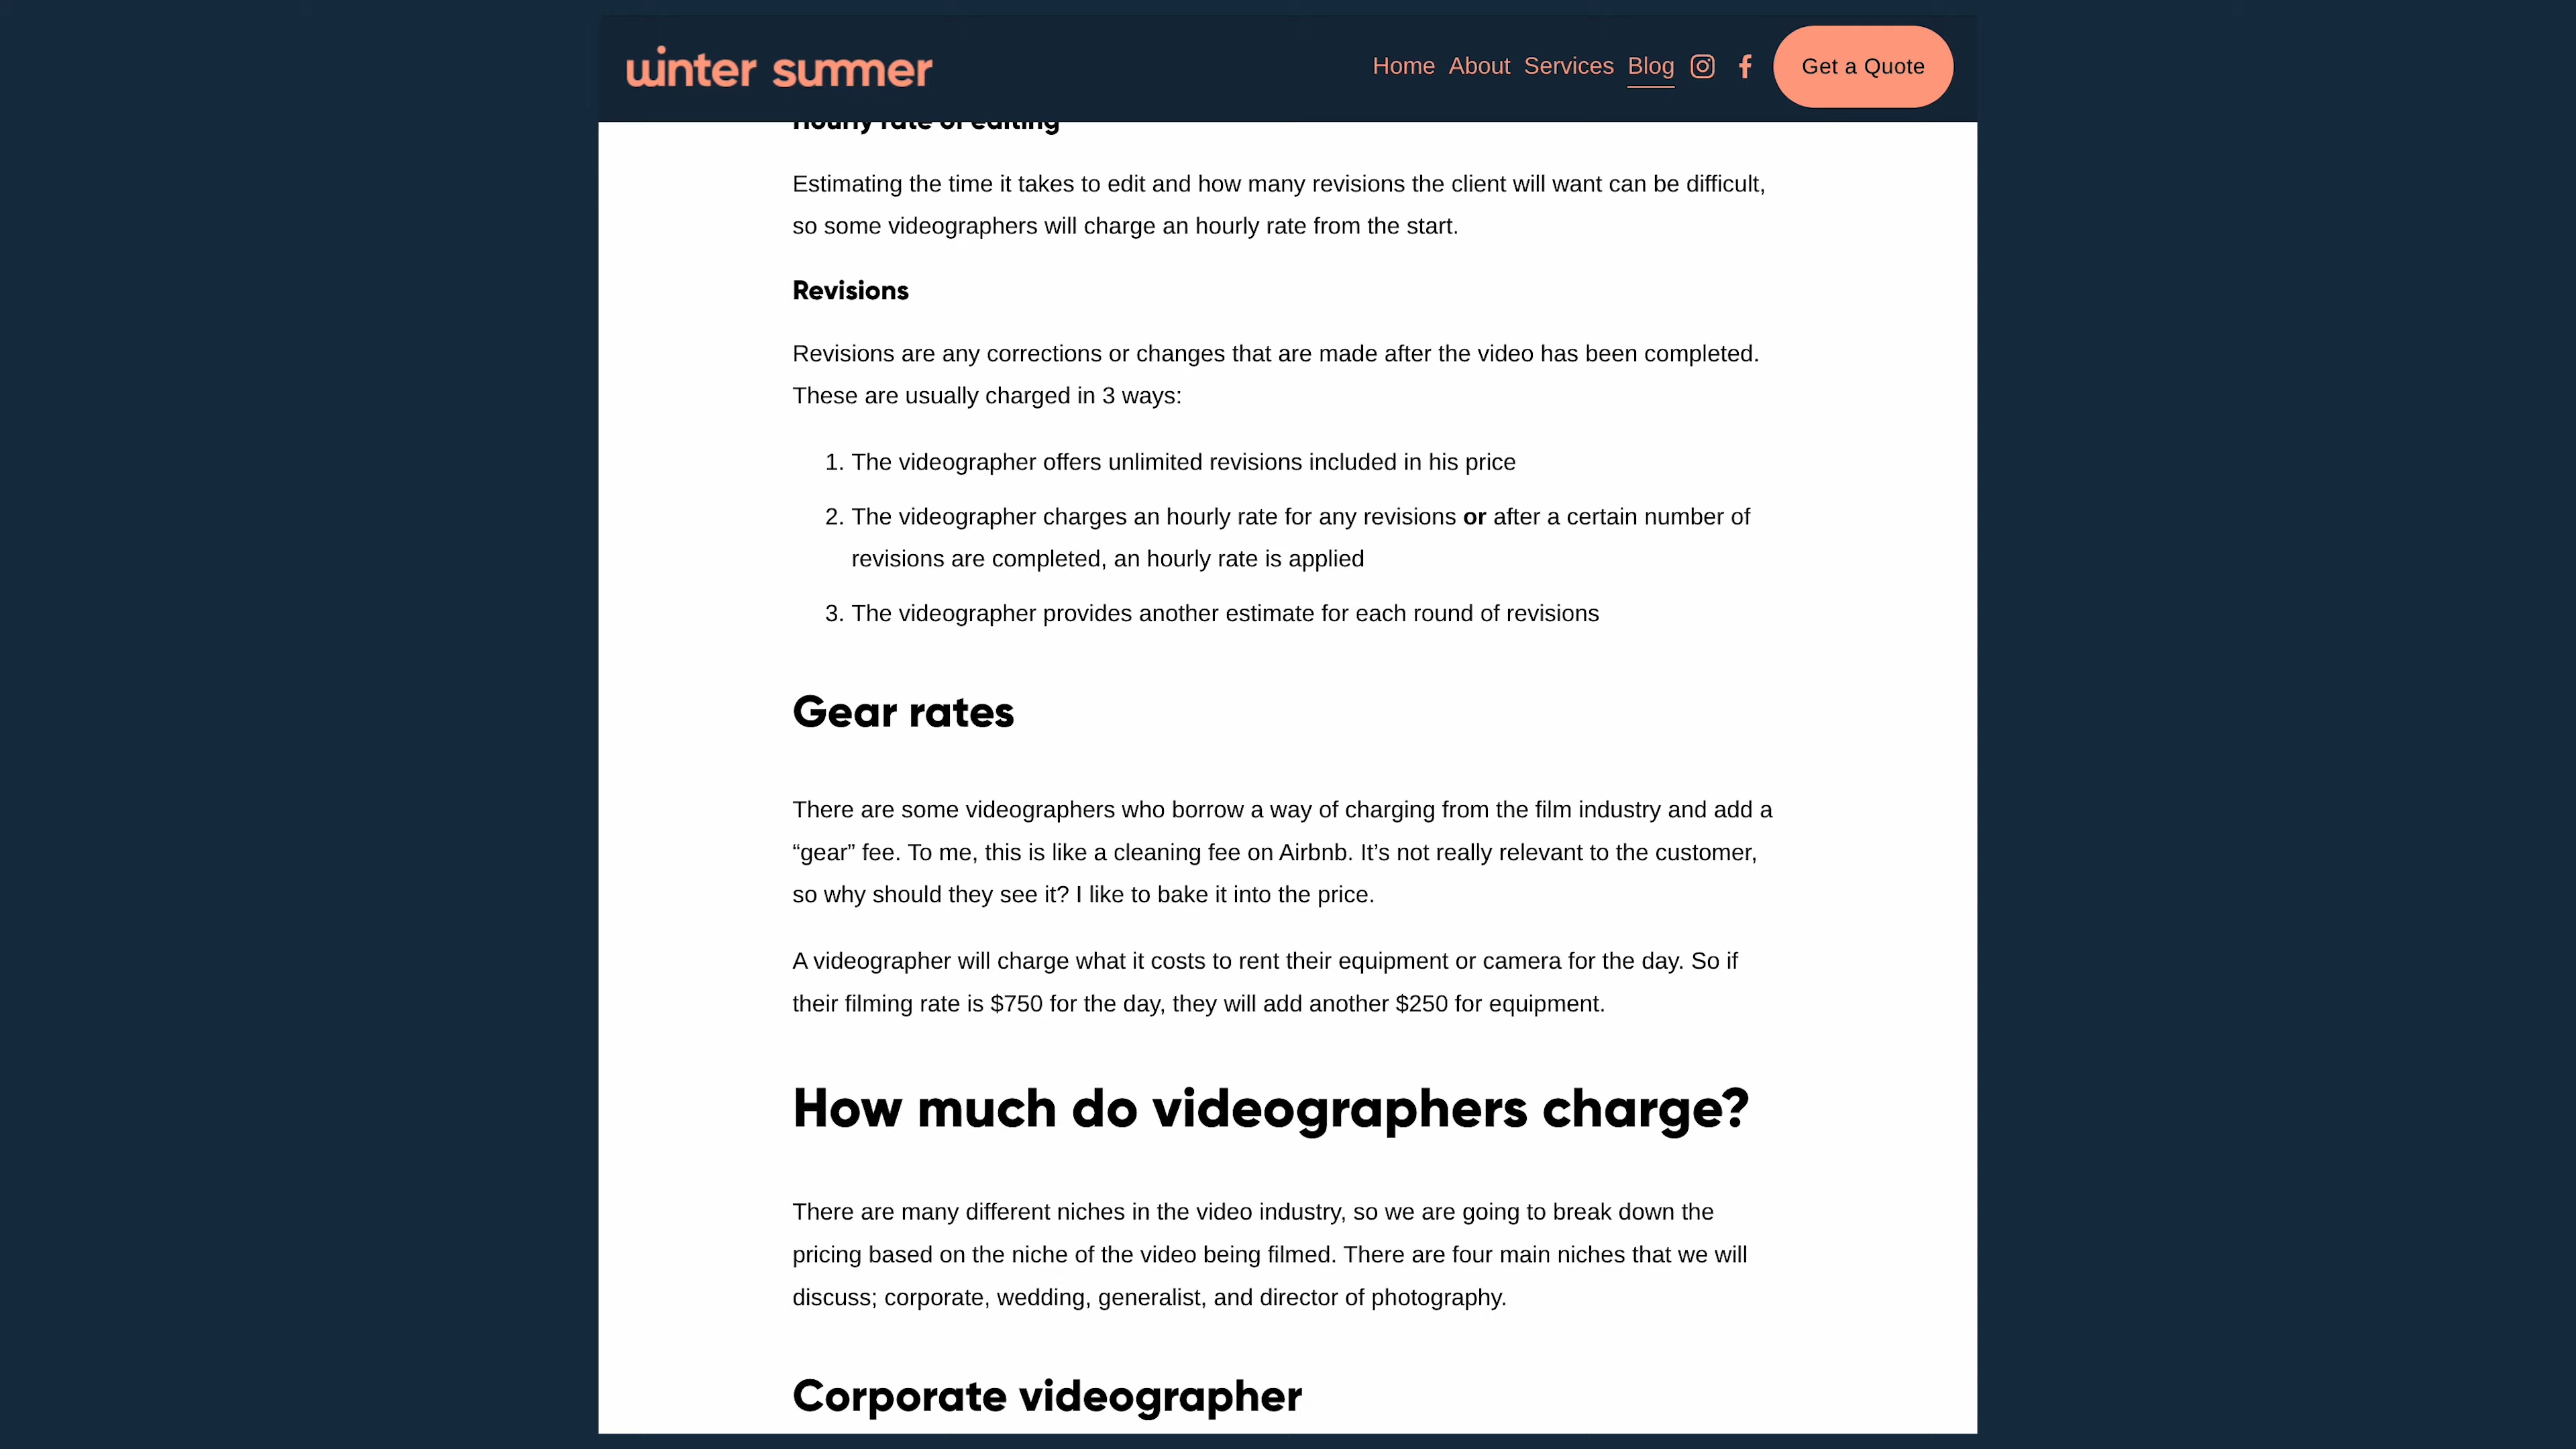 winter summer
Home About Services Blog Get a Quote
Hourly rate of editing
Estimating the time it takes to edit and how many revisions the client will want can be difficult,
so some videographers will charge an hourly rate from the start.
Revisions
Revisions are any corrections or changes that are made after the video has been completed.
These are usually charged in 3 ways:
1. The videographer offers unlimited revisions included in his price
2. The videographer charges an hourly rate for any revisions or after a certain number of
revisions are completed, an hourly rate is applied
3. The videographer provides another estimate for each round of revisions
Gear rates
There are some videographers who borrow a way of charging from the film industry and add a
“gear” fee. To me, this is like a cleaning fee on Airbnb. It’s not really relevant to the customer,
so why should they see it? I like to bake it into the price.
A videographer will charge what it costs to rent their equipment or camera for the day. So if
their filming rate is $750 for the day, they will add another $250 for equipment.
How much do videographers charge?
There are many different niches in the video industry, so we are going to break down the
pricing based on the niche of the video being filmed. There are four main niches that we will
discuss; corporate, wedding, generalist, and director of photography.
Corporate videographer